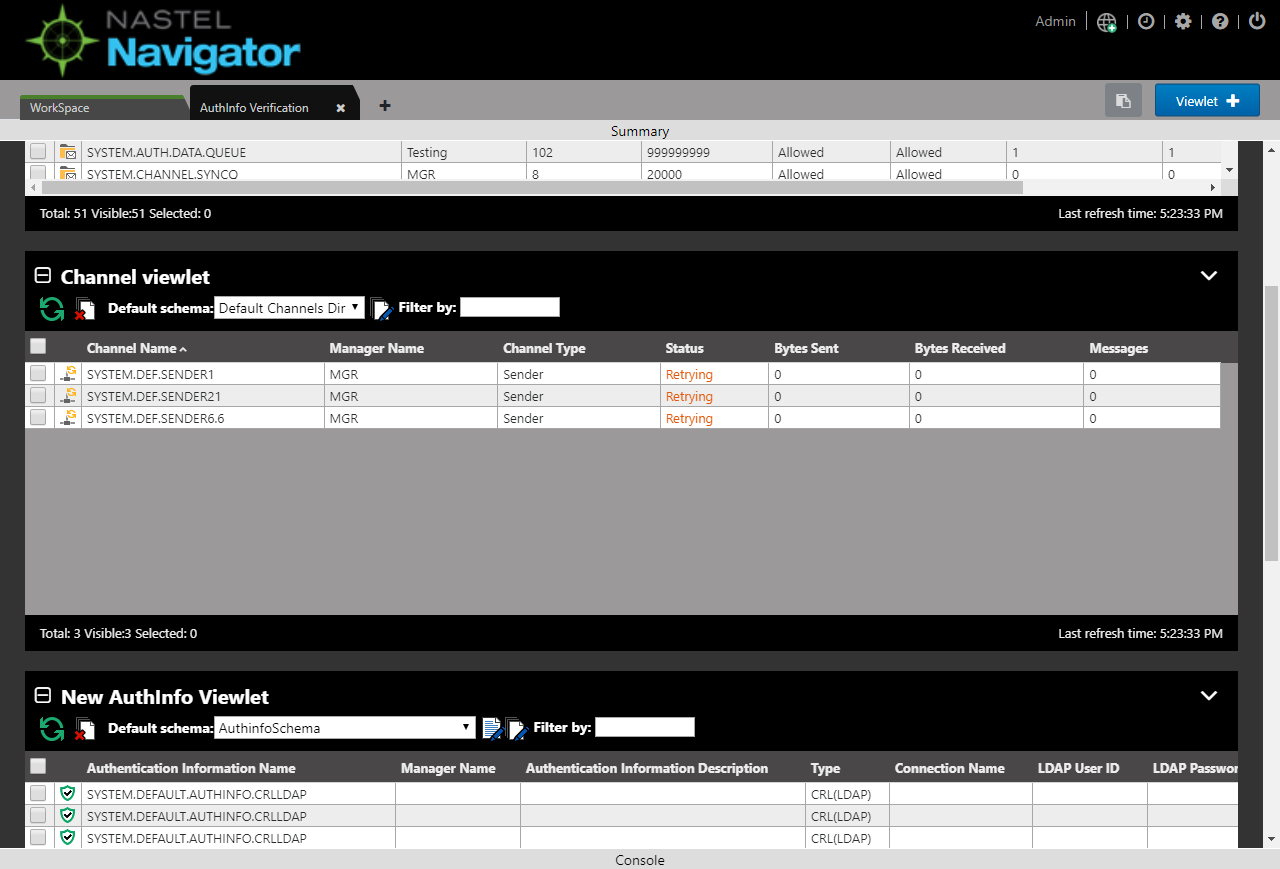 NASTEL
Navigator
Admin
WorkSpace
AuthInfo Verification
Viewlet
Summary
SYSTEM.AUTH.DATA.QUEUE Testing 102 999999999 Allowed Allowed 1 1
SYSTEM.CHANNEL.SYNCQ MGR 8 20000 Allowed Allowed 0 0
Total: 51 Visible:51 Selected: 0 Last refresh time: 5:23:33 PM
Channel viewlet
Default schema: Default Channels Dir Filter by:
Channel Name Manager Name Channel Type Status Bytes Sent Bytes Received Messages
SYSTEM.DEF.SENDER1 MGR Sender Retrying 0 0 0
SYSTEM.DEF.SENDER21 MGR Sender Retrying 0 0 0
SYSTEM.DEF.SENDER6.6 MGR Sender Retrying 0 0 0
Total: 3 Visible:3 Selected: 0 Last refresh time: 5:23:33 PM
New AuthInfo Viewlet
Default schema: AuthinfoSchema Filter by:
Authentication Information Name Manager Name Authentication Information Description Type Connection Name LDAP User ID LDAP Passwor
SYSTEM.DEFAULT.AUTHINFO.CRLLDAP CRL(LDAP)
SYSTEM.DEFAULT.AUTHINFO.CRLLDAP CRL(LDAP)
SYSTEM.DEFAULT.AUTHINFO.CRLLDAP CRL(LDAP)
Console